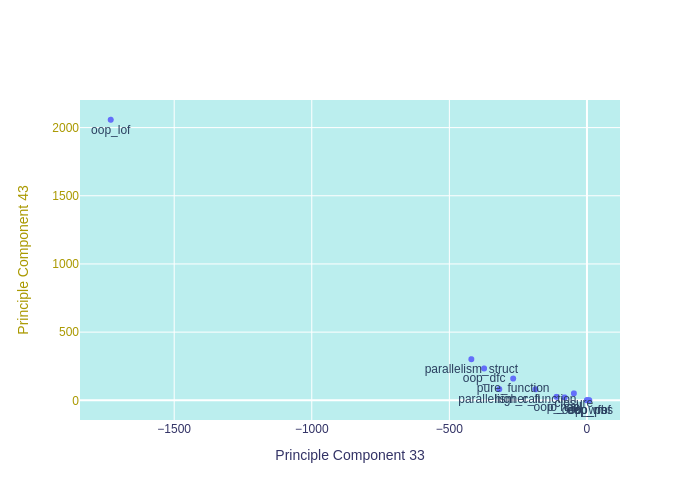 2000
oop_lof
1500
1000
500
parallelism_struct
oop_dfc
pure_function
0
−1500
−1000
−500
0
Principle Component 33
Principle Component 43